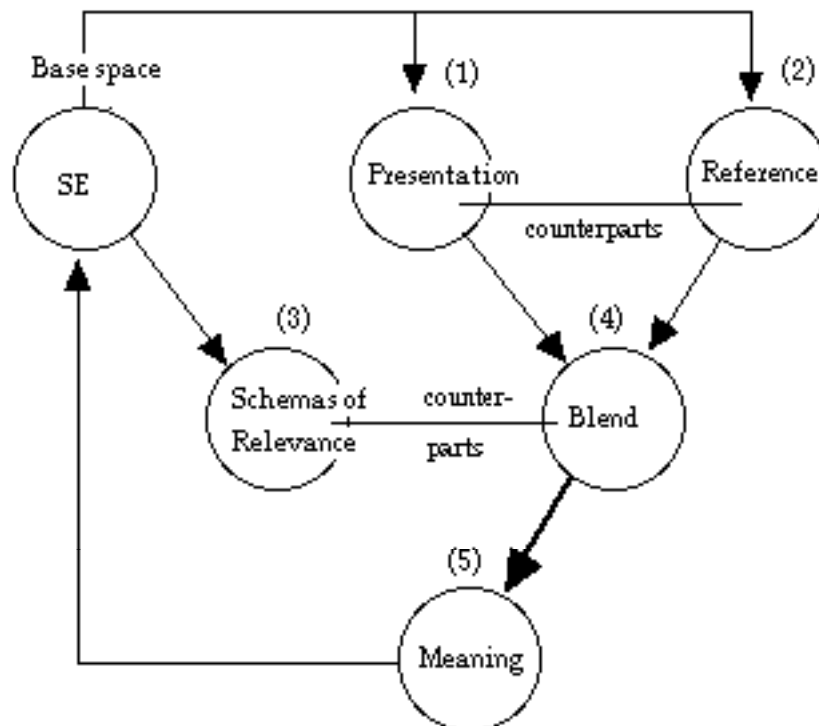 Base space
(1)
(2)
SE
Presentation
Reference
counterparts
(3)
(4)
Schemas of
Relevance
counter-
parts
Blend
(5)
Meaning